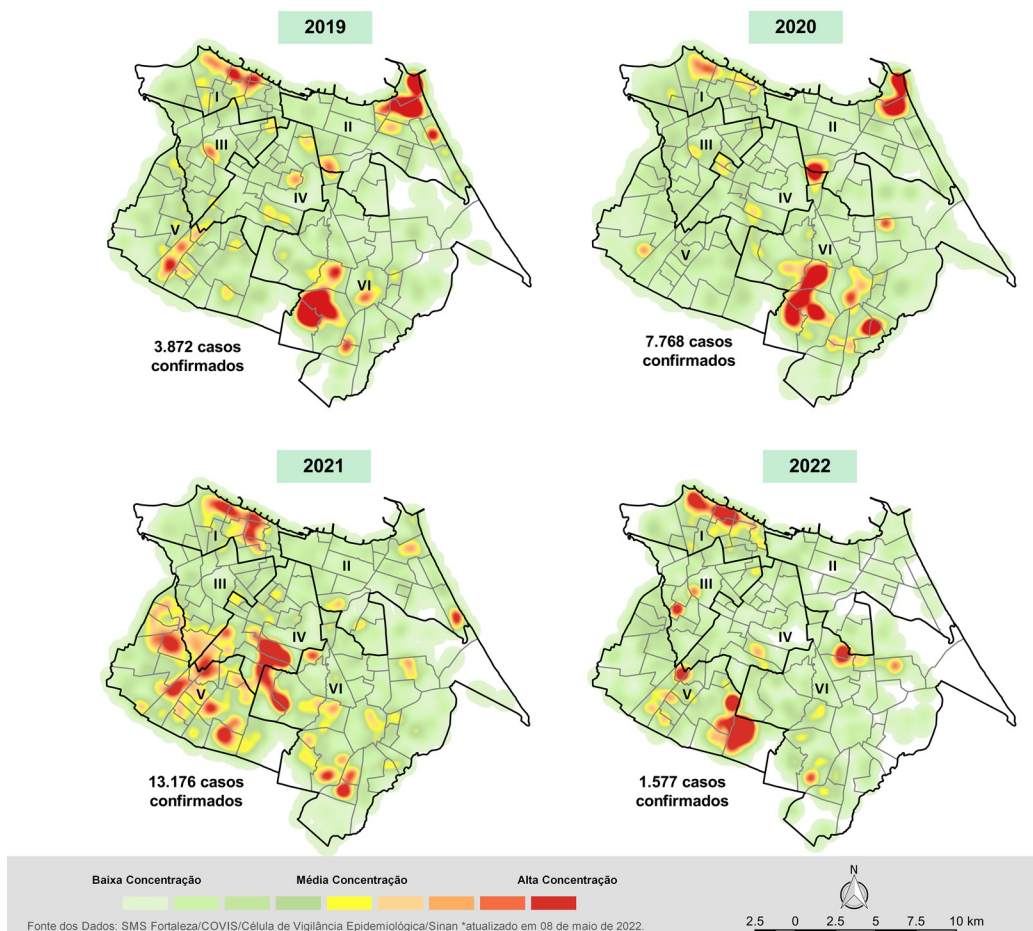 2019
2020
I
II
III
IV
V
VI
3.872 casos
confirmados
I
II
III
IV
V
VI
7.768 casos
confirmados
2021
2022
I
II
III
IV
V
VI
13.176 casos
confirmados
I
II
III
IV
V
VI
1.577 casos
confirmados
Baixa Concentração
Média Concentração
Alta Concentração
N
Fonte dos Dados: SMS Fortaleza/COVIS/Célula de Vigilância Epidemiológica/Sinan *atualizado em 08 de maio de 2022.
2.5 0 2.5 5 7.5 10 km